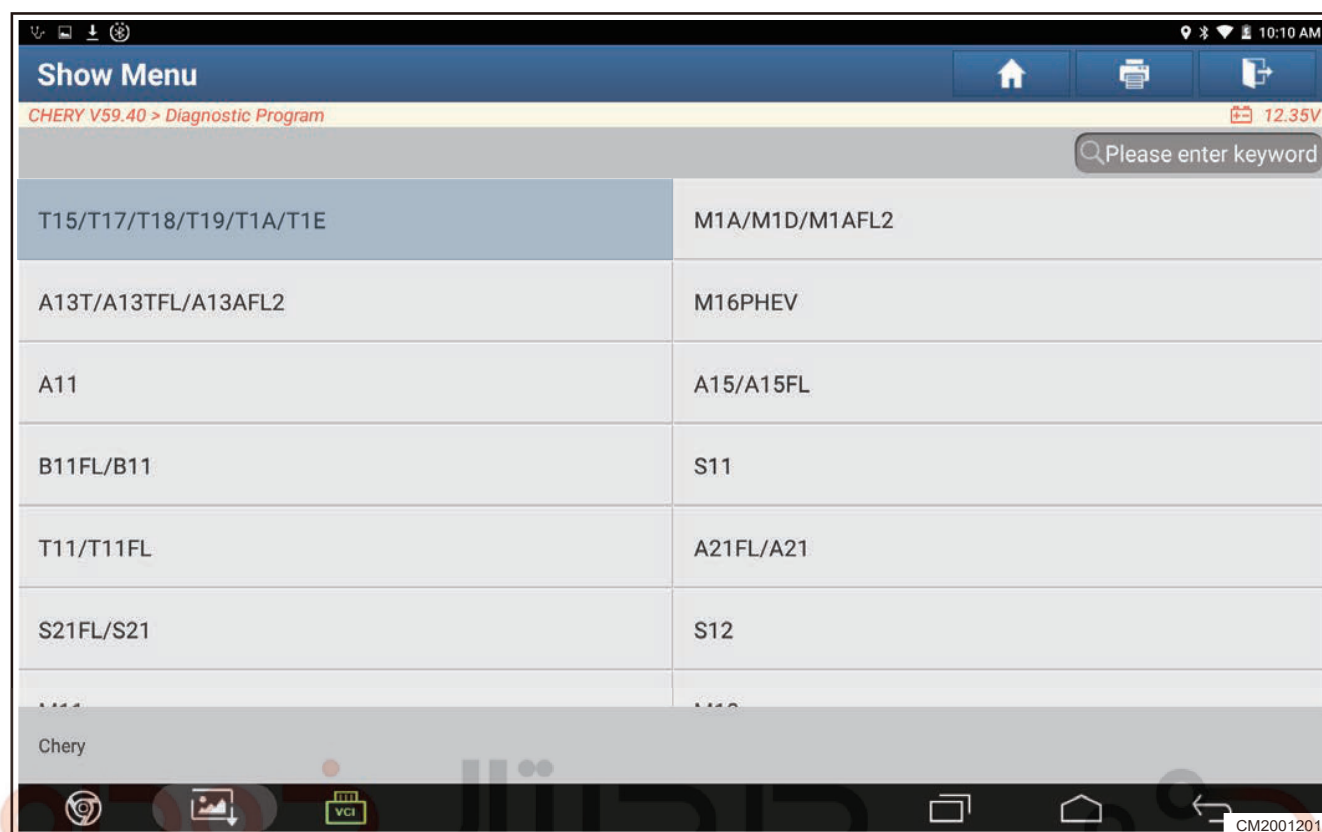 10:10 AM
Show Menu
CHERY V59.40 > Diagnostic Program
12.35V
Please enter keyword
T15/T17/T18/T19/T1A/T1E
M1A/M1D/M1AFL2
A13T/A13TFL/A13AFL2
M16PHEV
A11
A15/A15FL
B11FL/B11
S11
T11/T11FL
A21FL/A21
S21FL/S21
S12
Chery
VCI
CM2001201